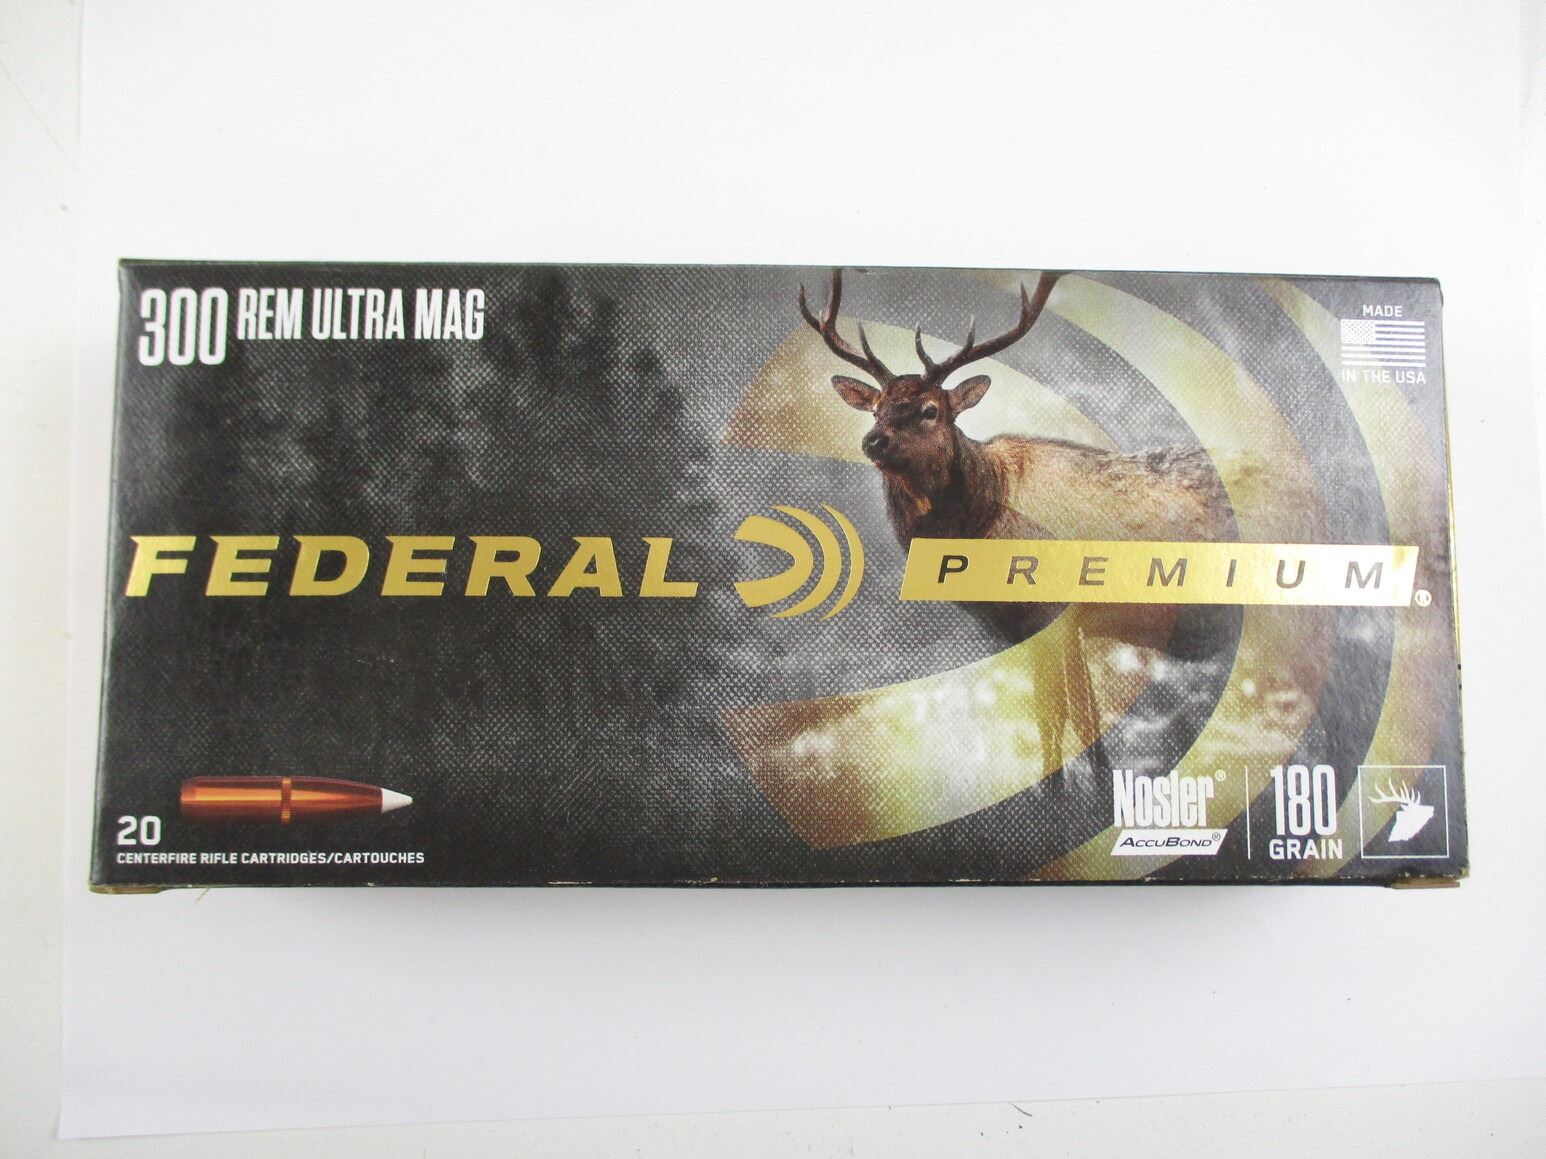 300 REM ULTRA MAG
MADE
IN THE USA
FEDERAL PREMIUM
20
CENTERFIRE RIFLE CARTRIDGES/CARTOUCHES
Nosler®
ACCUBOND®
180
GRAIN